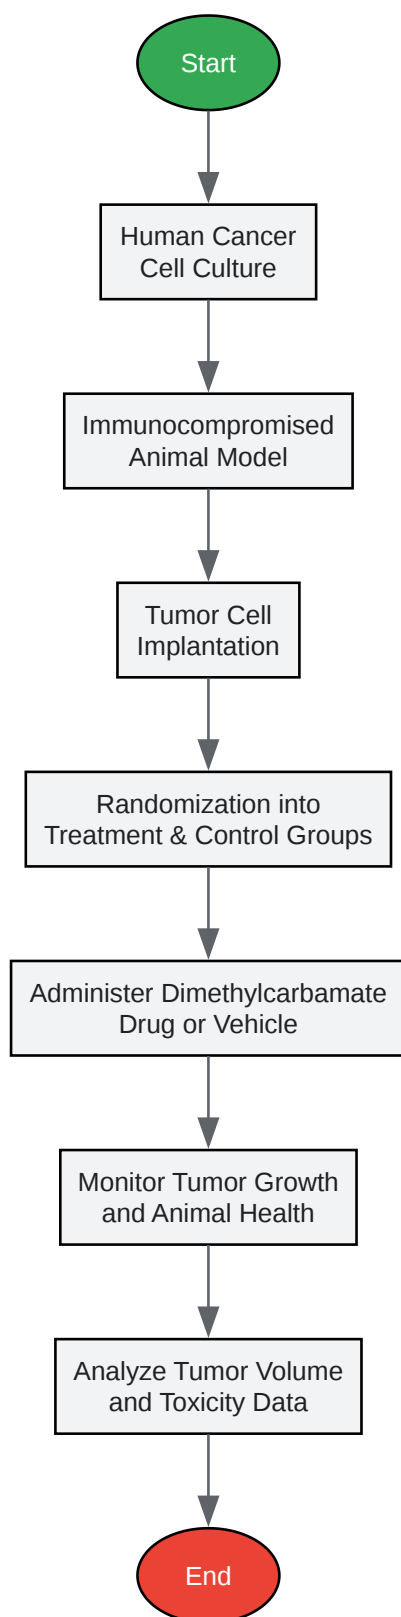 Start
Human Cancer
Cell Culture
Immunocompromised
Animal Model
Tumor Cell
Implantation
Randomization into
Treatment & Control Groups
Administer Dimethylcarbamate
Drug or Vehicle
Monitor Tumor Growth
and Animal Health
Analyze Tumor Volume
and Toxicity Data
End